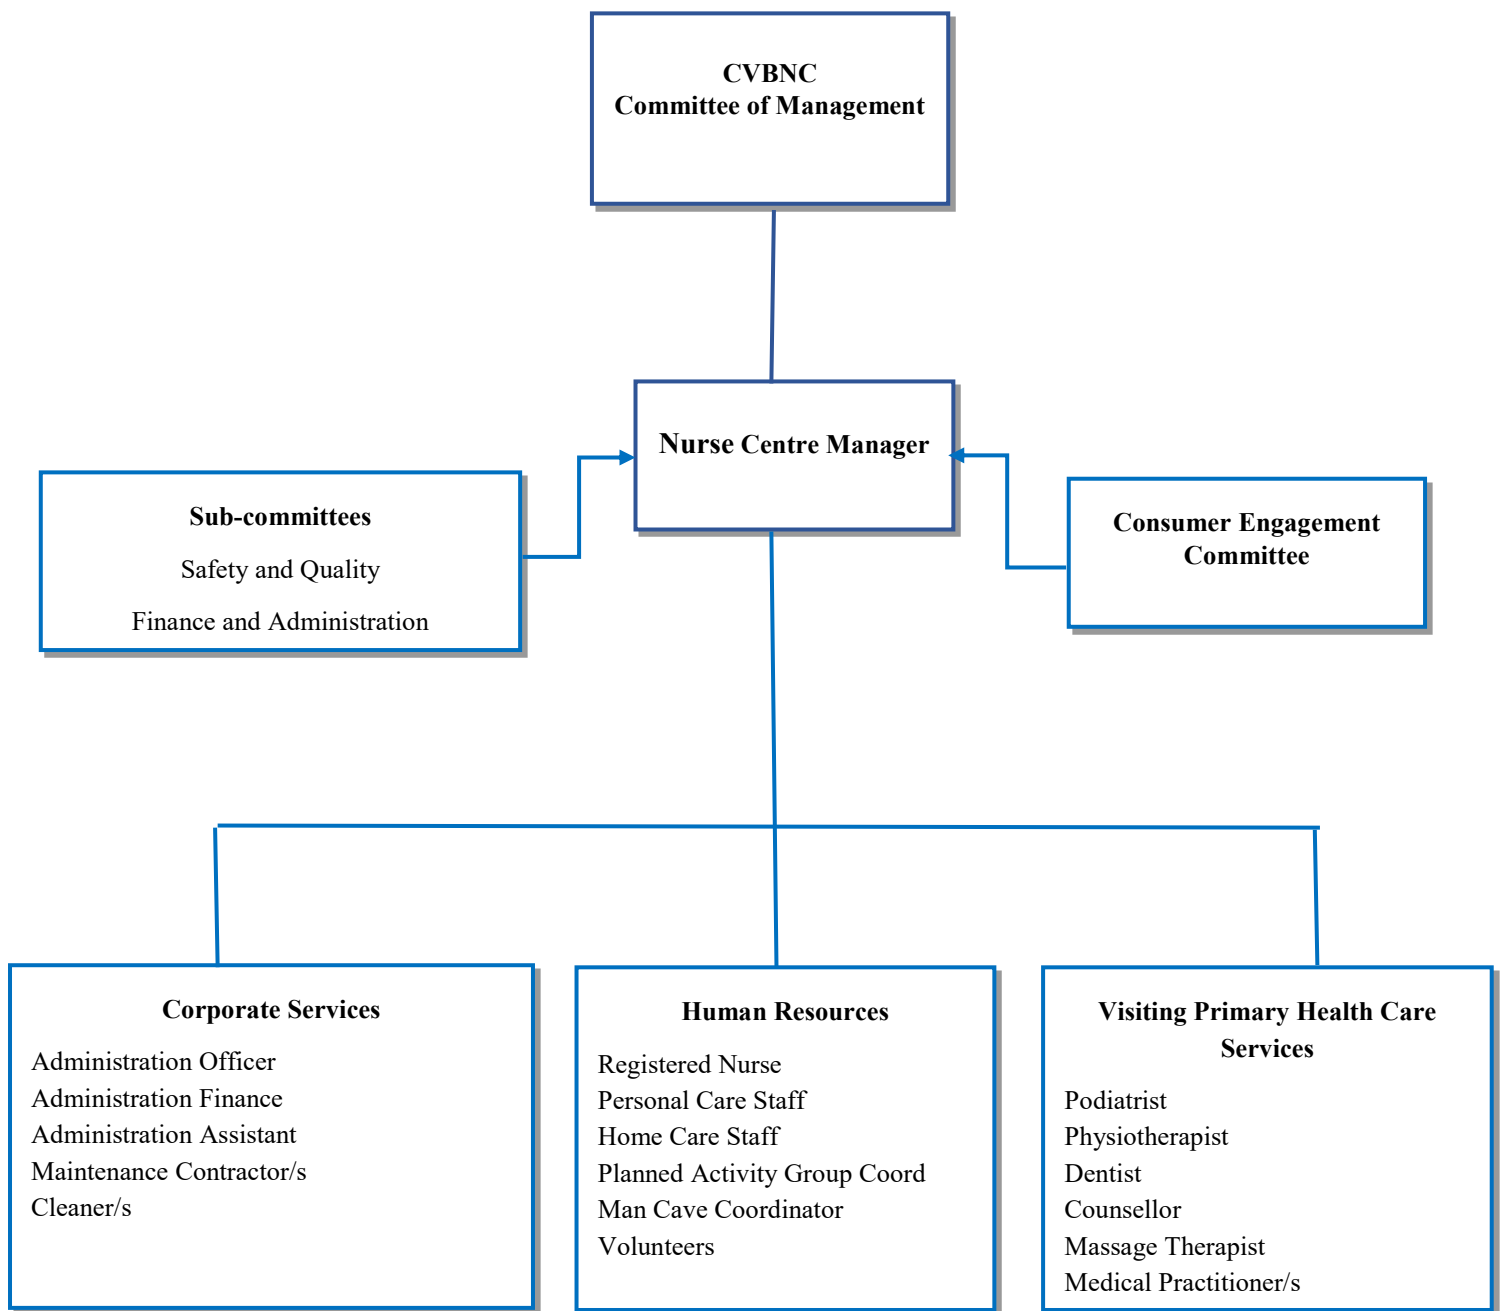 CVBNC
Committee of Management
Nurse Centre Manager
Sub-committees
Safety and Quality
Finance and Administration
Consumer Engagement
Committee
Corporate Services
Administration Officer
Administration Finance
Administration Assistant
Maintenance Contractor/s
Cleaner/s
Human Resources
Registered Nurse
Personal Care Staff
Home Care Staff
Planned Activity Group Coord
Man Cave Coordinator
Volunteers
Visiting Primary Health Care
Services
Podiatrist
Physiotherapist
Dentist
Counsellor
Massage Therapist
Medical Practitioner/s